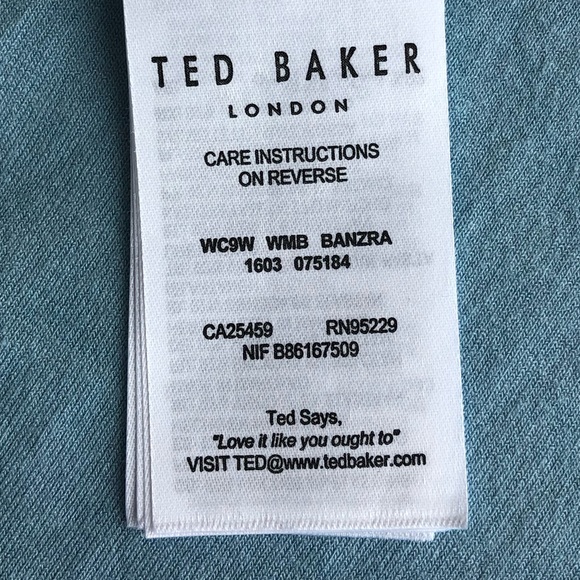 TED BAKER
LONDON
CARE INSTRUCTIONS
ON REVERSE
WC9W WMB BANZRA
1603 075184
CA25459 RN95229
NIF B86167509
Ted Says,
"Love it like you ought to"
VISIT TED@www.tedbaker.com